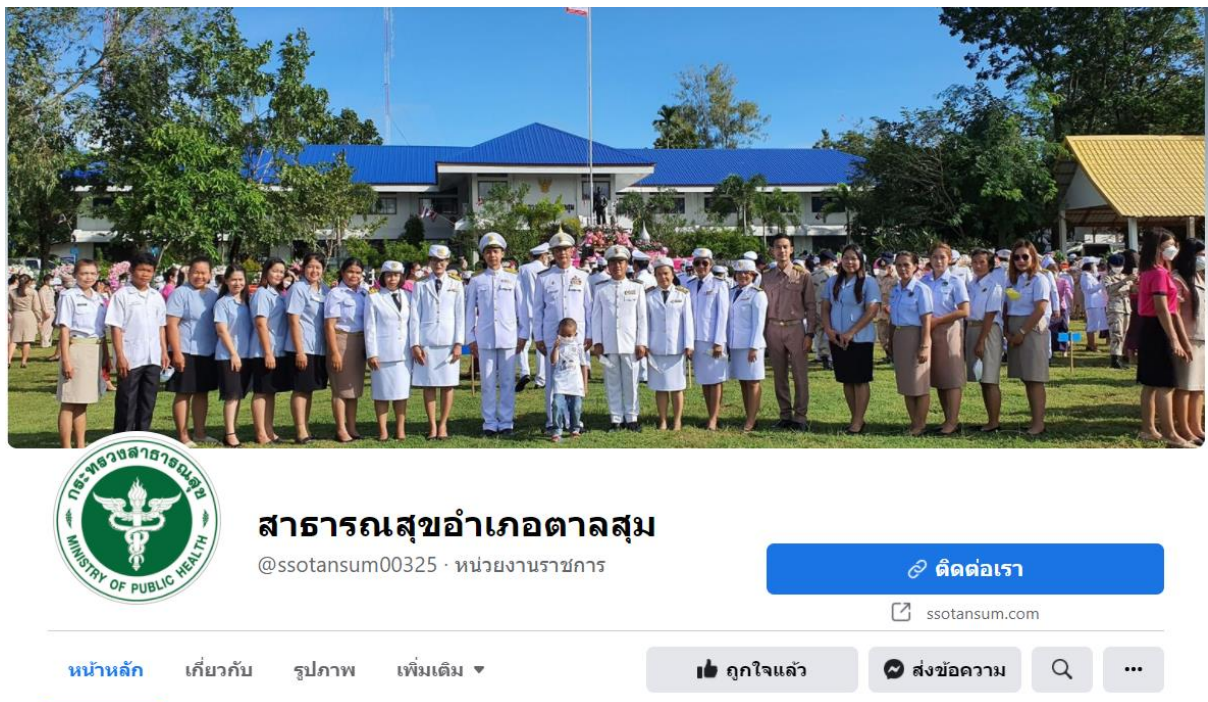 กระทรวงสาธารณสุข
MINISTRY OF PUBLIC HEALTH
สาธารณสุขอำเภอตาลสุม
@ssotansum00325 · หน่วยงานราชการ
ติดต่อเรา
ssotansum.com
หน้าหลัก เกี่ยวกับ รูปภาพ เพิ่มเติม ถูกใจแล้ว ส่งข้อความ